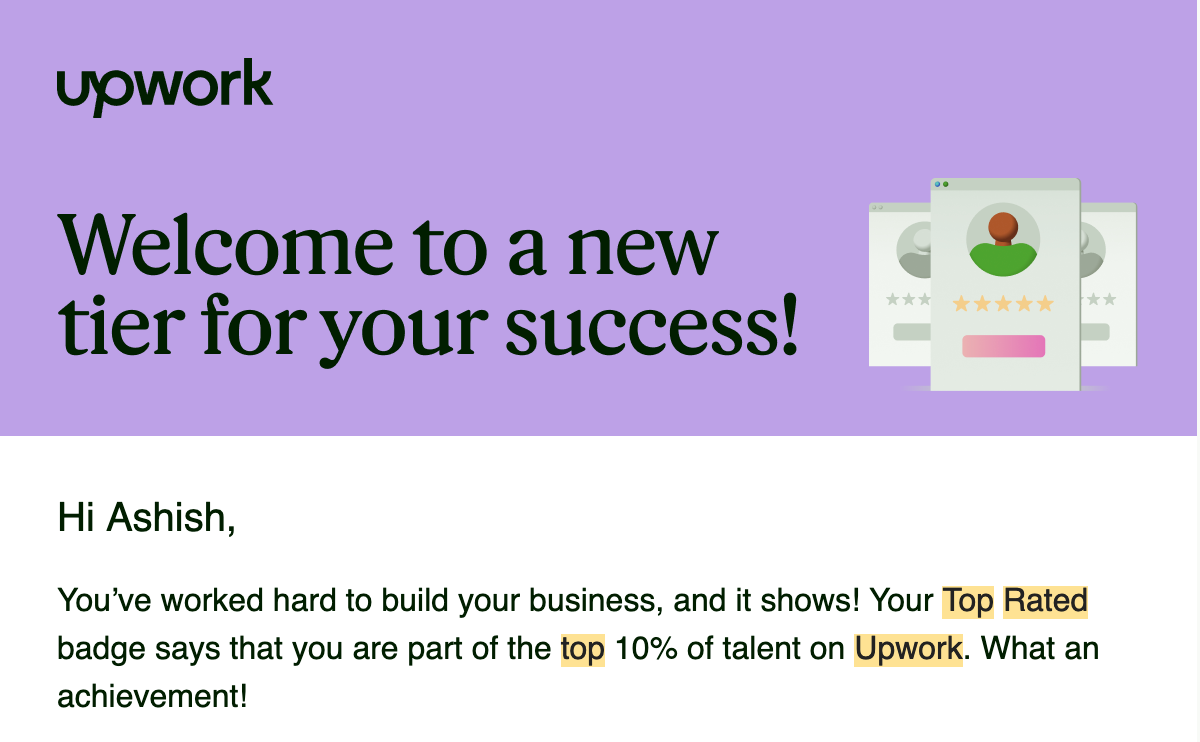 upwork
Welcome to a new
tier for your success!
Hi Ashish,
You’ve worked hard to build your business, and it shows! Your Top Rated
badge says that you are part of the top 10% of talent on Upwork. What an
achievement!